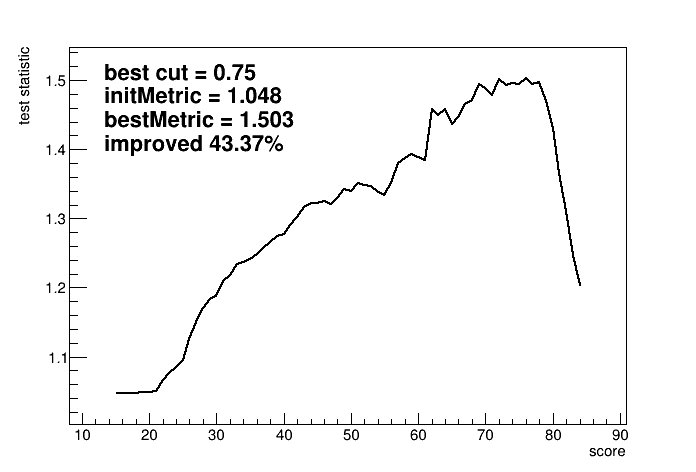 test statistic
best cut = 0.75
initMetric = 1.048
bestMetric = 1.503
improved 43.37%
1.5
1.4
1.3
1.2
1.1
10 20 30 40 50 60 70 80 90
score